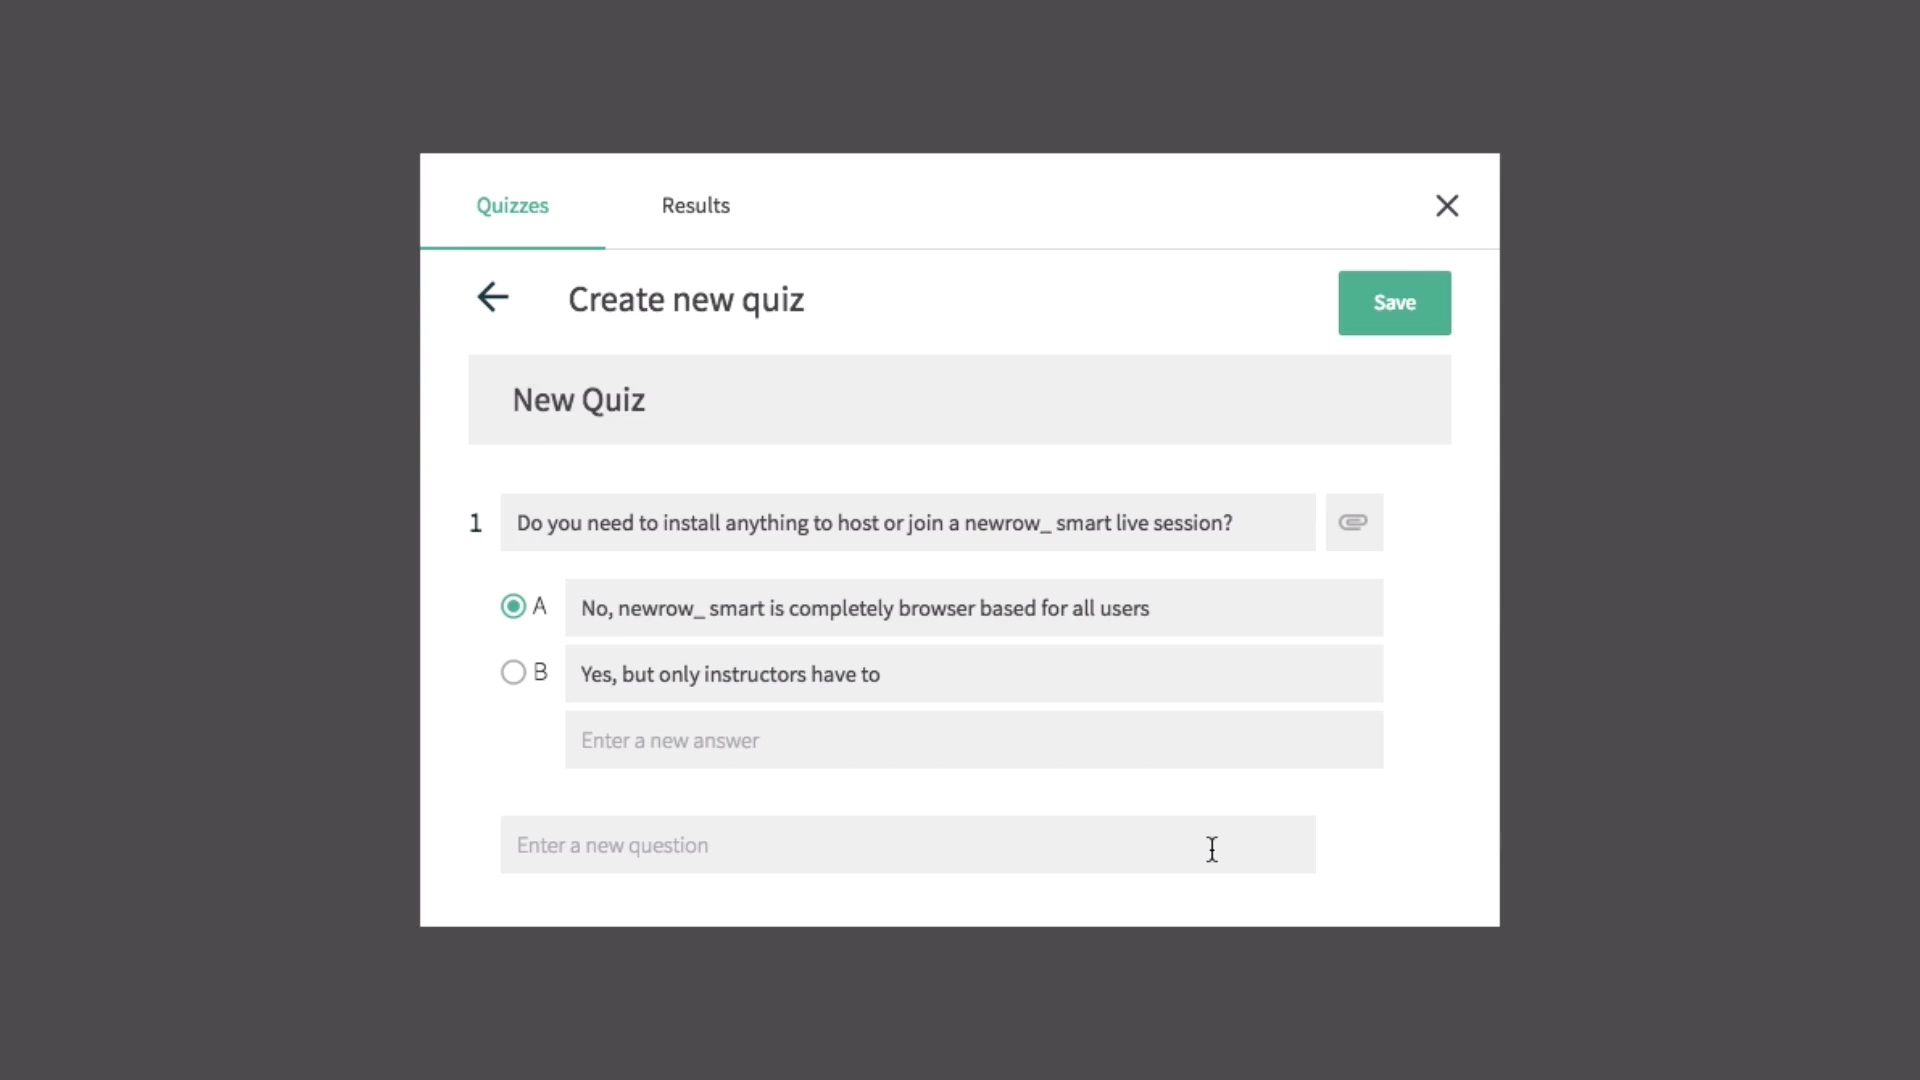 Quizzes Results
Create new quiz
Save
New Quiz
1 Do you need to install anything to host or join a newrow_ smart live session?
A No, newrow_ smart is completely browser based for all users
B Yes, but only instructors have to
Enter a new answer
Enter a new question